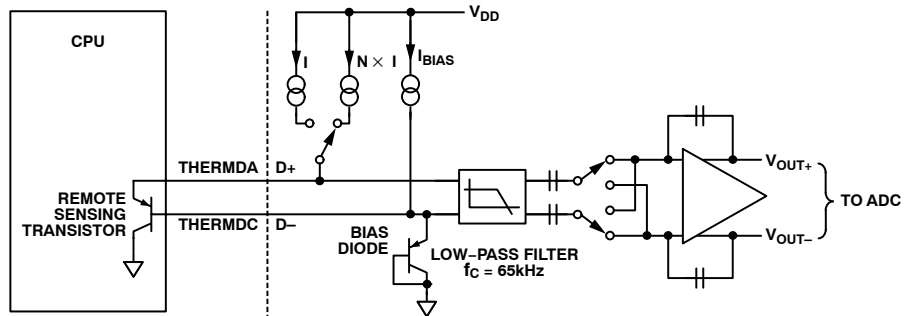 V_DD
CPU
I
N × I
I_BIAS
THERMDA
D+
V_OUT+
REMOTE
SENSING
TRANSISTOR
THERMDC
D–
TO ADC
BIAS
DIODE
LOW–PASS FILTER
f_C = 65kHz
V_OUT–